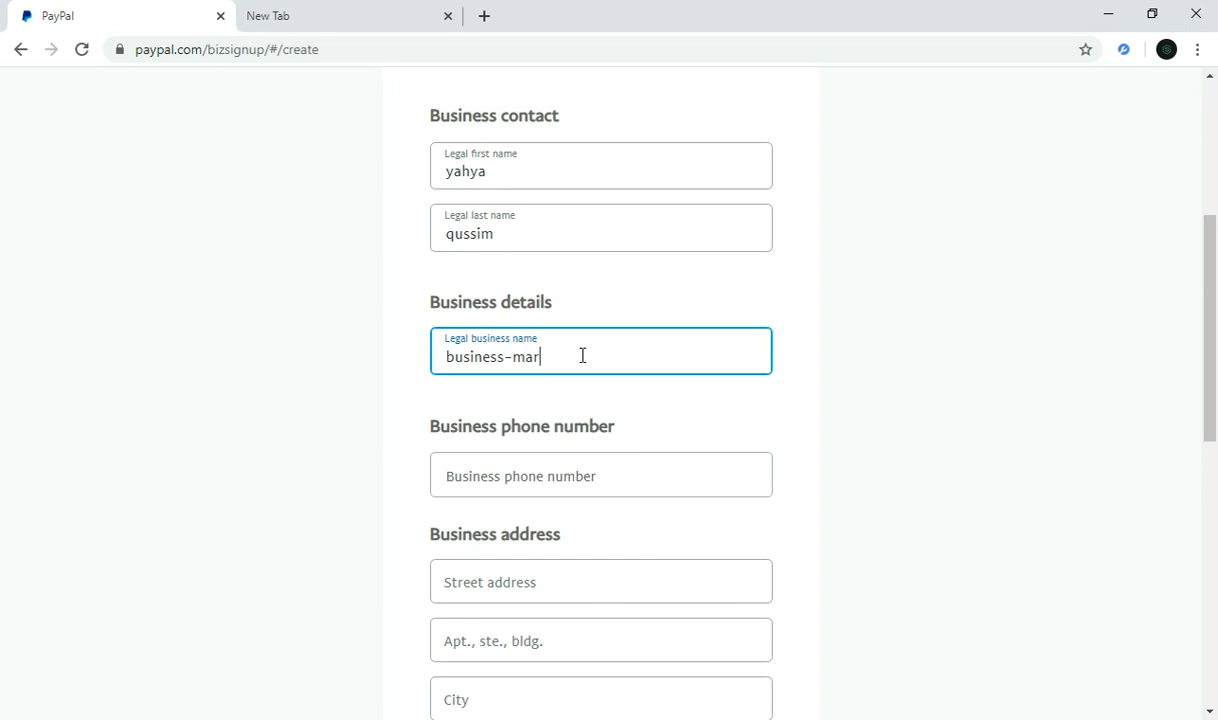 PayPal
New Tab
paypal.com/bizsignup/#/create
Business contact
Legal first name
yahya
Legal last name
qussim
Business details
Legal business name
business-mar
Business phone number
Business phone number
Business address
Street address
Apt., ste., bldg.
City